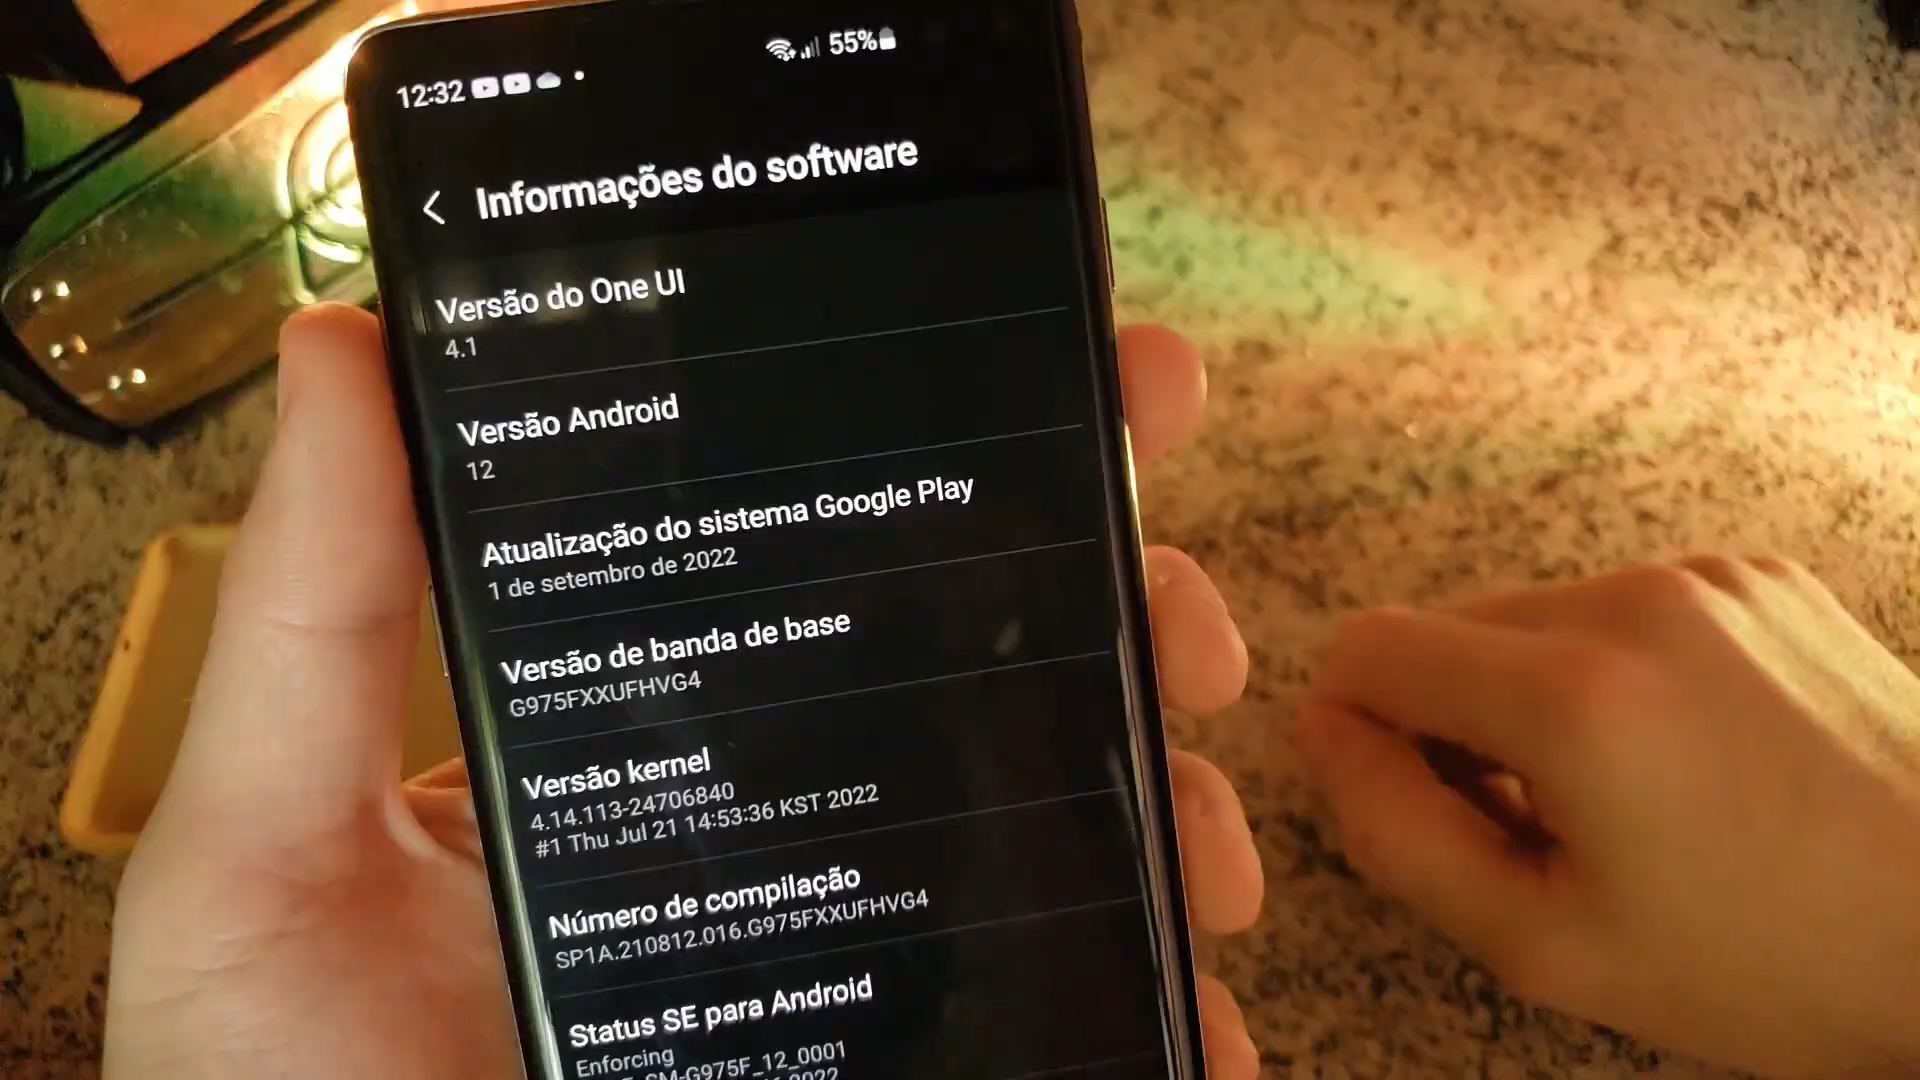 12:32
55%
Informações do software
Versão do One UI
4.1
Versão Android
12
Atualização do sistema Google Play
1 de setembro de 2022
Versão de banda de base
G975FXXUFHVG4
Versão kernel
4.14.113-24706840
#1 Thu Jul 21 14:53:36 KST 2022
Número de compilação
SP1A.210812.016.G975FXXUFHVG4
Status SE para Android
Enforcing
SM-G975F_12_0001
2022